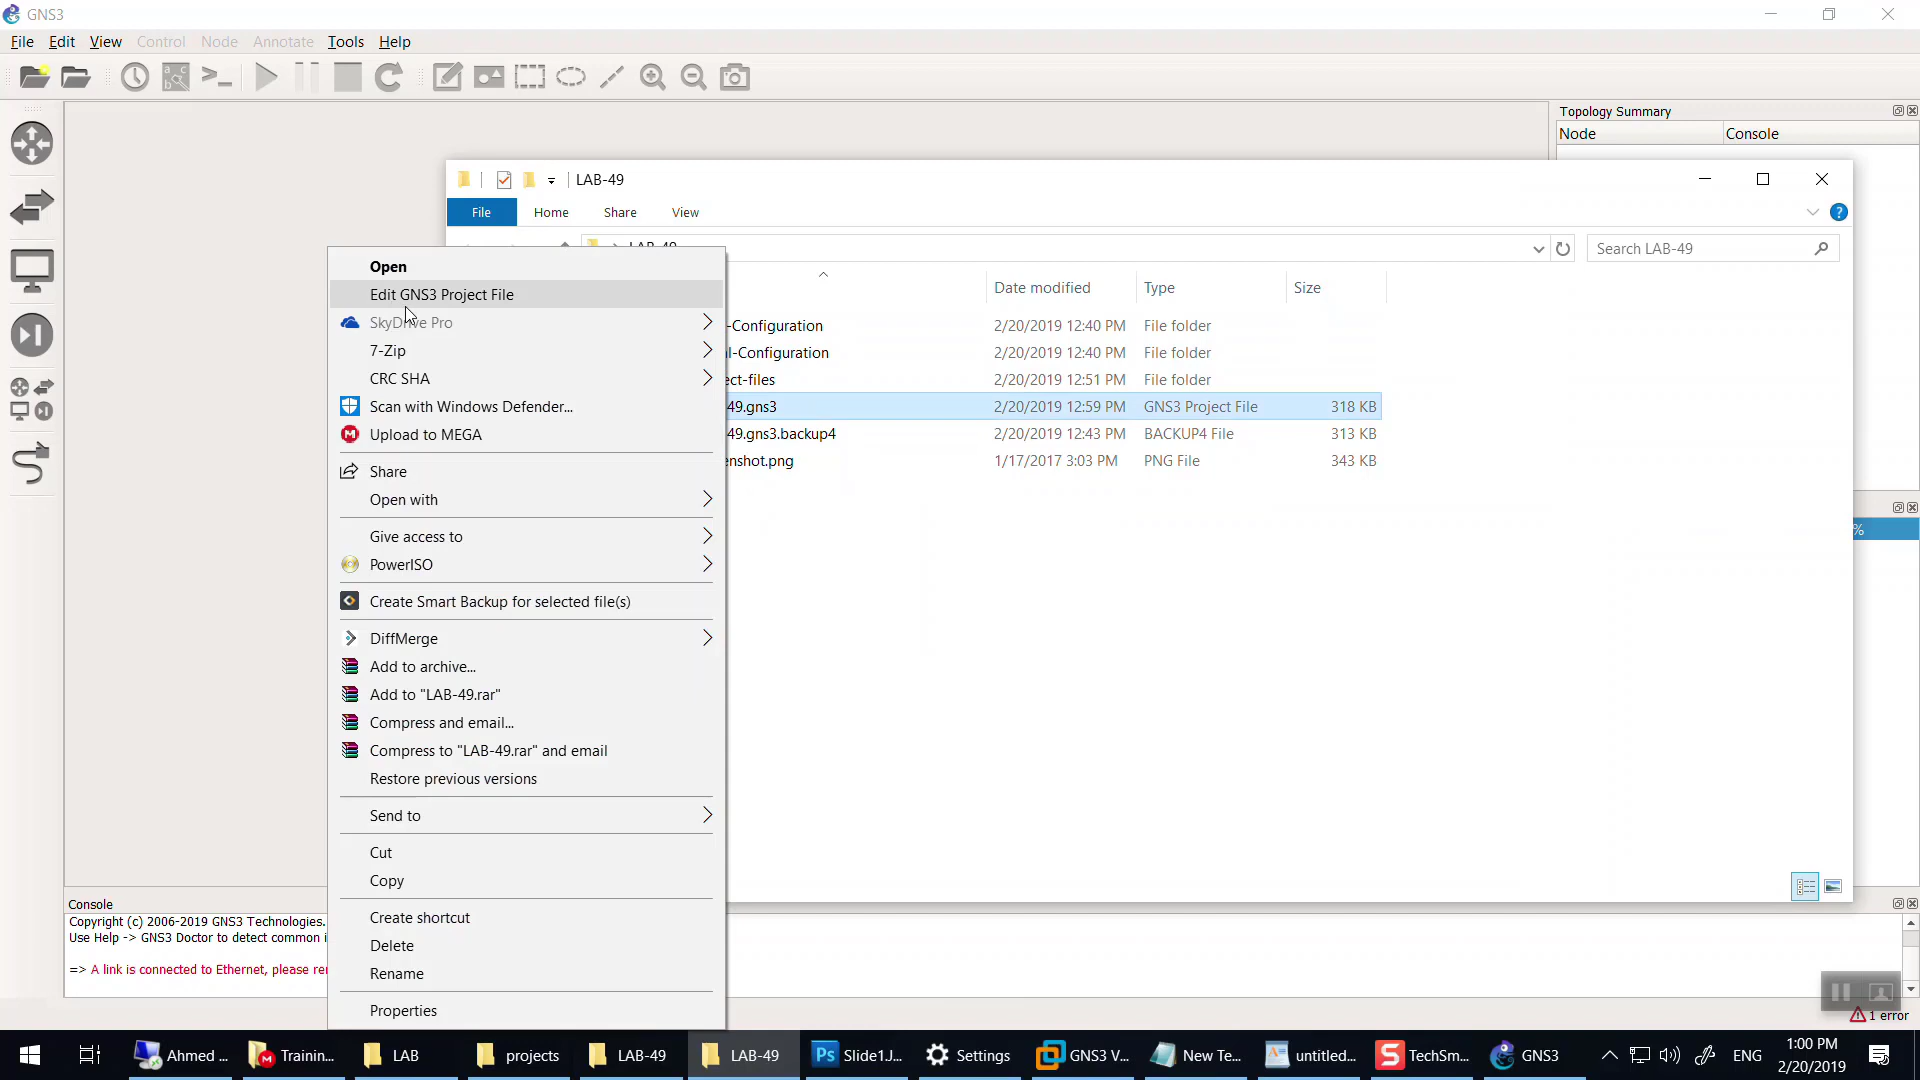 GNS3
File Edit View Control Node Annotate Tools Help
Topology Summary
Node Console
LAB-49
File Home Share View
LAB-49
Search LAB-49
Date modified Type Size
-Configuration 2/20/2019 12:40 PM File folder
l-Configuration 2/20/2019 12:40 PM File folder
ect-files 2/20/2019 12:51 PM File folder
49.gns3 2/20/2019 12:59 PM GNS3 Project File 318 KB
49.gns3.backup4 2/20/2019 12:43 PM BACKUP4 File 313 KB
enshot.png 1/17/2017 3:03 PM PNG File 343 KB
%
Open
Edit GNS3 Project File
SkyDrive Pro
7-Zip
CRC SHA
Scan with Windows Defender...
Upload to MEGA
Share
Open with
Give access to
PowerISO
Create Smart Backup for selected file(s)
DiffMerge
Add to archive...
Add to "LAB-49.rar"
Compress and email...
Compress to "LAB-49.rar" and email
Restore previous versions
Send to
Cut
Copy
Create shortcut
Delete
Rename
Properties
Console
Copyright (c) 2006-2019 GNS3 Technologies.
Use Help -> GNS3 Doctor to detect common i
=> A link is connected to Ethernet, please re
1 error
Ahmed ... Trainin... LAB projects LAB-49 LAB-49 Slide1.J... Settings GNS3 V... New Te... untitled... TechSm... GNS3 ENG 1:00 PM
2/20/2019